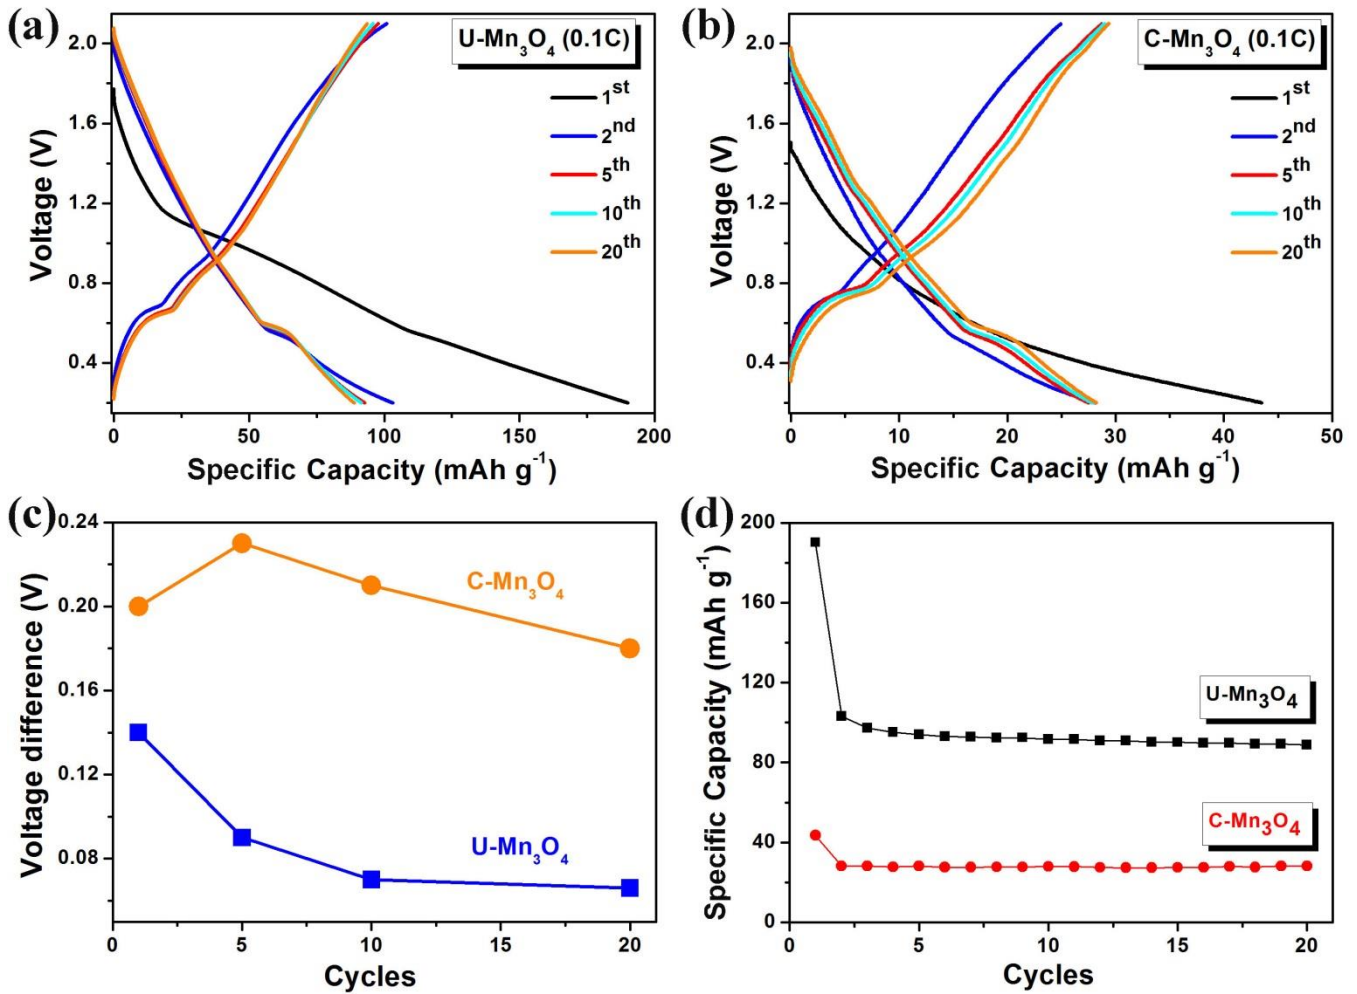 (a)
U-Mn₃O₄ (0.1C)
1ˢᵗ
2ⁿᵈ
5ᵗʰ
10ᵗʰ
20ᵗʰ
Voltage (V)
2.0
1.6
1.2
0.8
0.4
0 50 100 150 200
Specific Capacity (mAh g⁻¹)
(b)
C-Mn₃O₄ (0.1C)
1ˢᵗ
2ⁿᵈ
5ᵗʰ
10ᵗʰ
20ᵗʰ
Voltage (V)
2.0
1.6
1.2
0.8
0.4
0 10 20 30 40 50
Specific Capacity (mAh g⁻¹)
(c)
Voltage difference (V)
0.24
0.20
0.16
0.12
0.08
C-Mn₃O₄
U-Mn₃O₄
0 5 10 15 20
Cycles
(d)
Specific Capacity (mAh g⁻¹)
200
160
120
80
40
0
U-Mn₃O₄
C-Mn₃O₄
0 5 10 15 20
Cycles